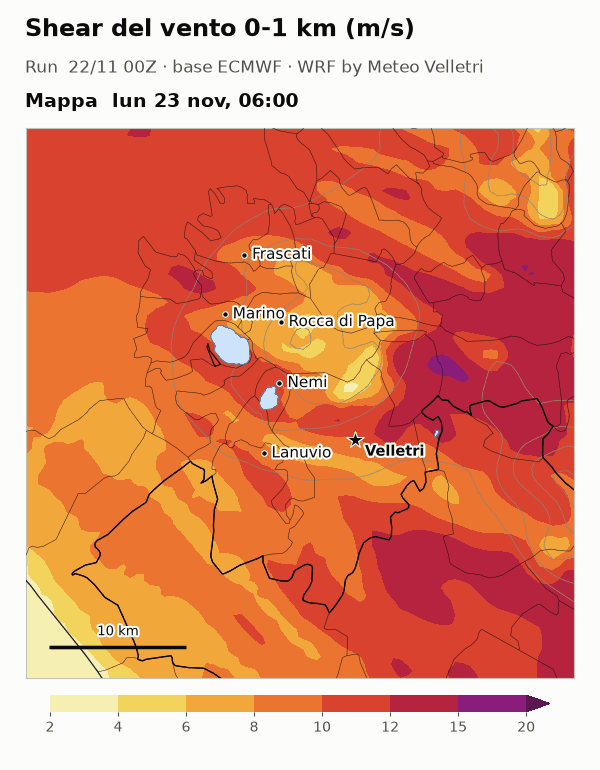 Shear del vento 0-1 km (m/s)
Run  22/11 00Z · base ECMWF · WRF by Meteo Velletri
Mappa  lun 23 nov, 06:00
Frascati
Marino
Rocca di Papa
Nemi
Velletri
Lanuvio
10 km
2 4 6 8 10 12 15 20